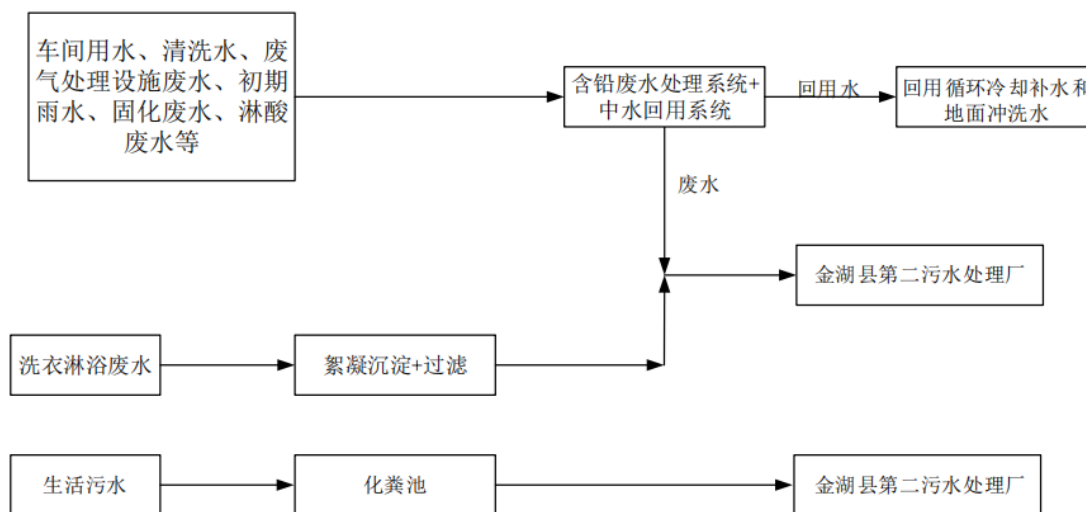 车间用水、清洗水、废
气处理设施废水、初期
雨水、固化废水、淋酸
废水等
含铅废水处理系统+
中水回用系统
回用水
回用循环冷却补水和
地面冲洗水
废水
金湖县第二污水处理厂
洗衣淋浴废水
絮凝沉淀+过滤
生活污水
化粪池
金湖县第二污水处理厂